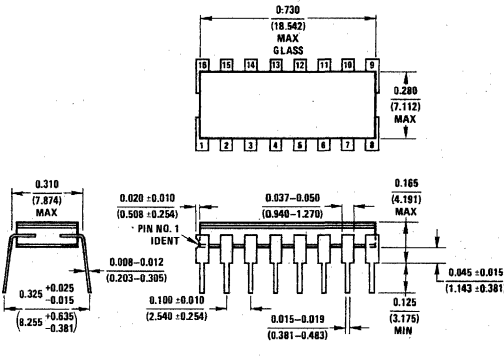 0.730
(18.542)
MAX
GLASS
16 15 14 13 12 11 10 9
0.280
(7.112)
MAX
1 2 3 4 5 6 7 8
0.310
(7.874)
MAX
0.020 ±0.010
(0.508 ±0.254)
PIN NO. 1
IDENT
0.037-0.050
(0.940-1.270)
0.165
(4.191)
MAX
0.008-0.012
(0.203-0.305)
0.325 +0.025
-0.015
(8.255 +0.635)
-0.381
0.100 ±0.010
(2.540 ±0.254)
0.015-0.019
(0.381-0.483)
0.125
(3.175)
MIN
0.045 ±0.015
(1.143 ±0.381)